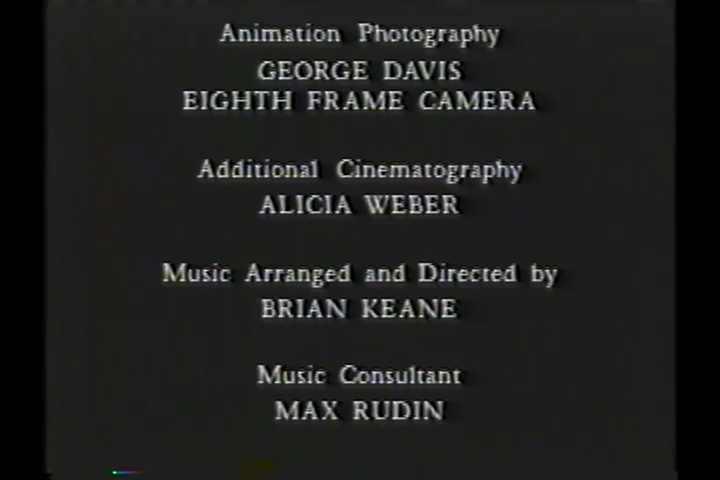 Animation Photography
GEORGE DAVIS
EIGHTH FRAME CAMERA
Additional Cinematography
ALICIA WEBER
Music Arranged and Directed by
BRIAN KEANE
Music Consultant
MAX RUDIN